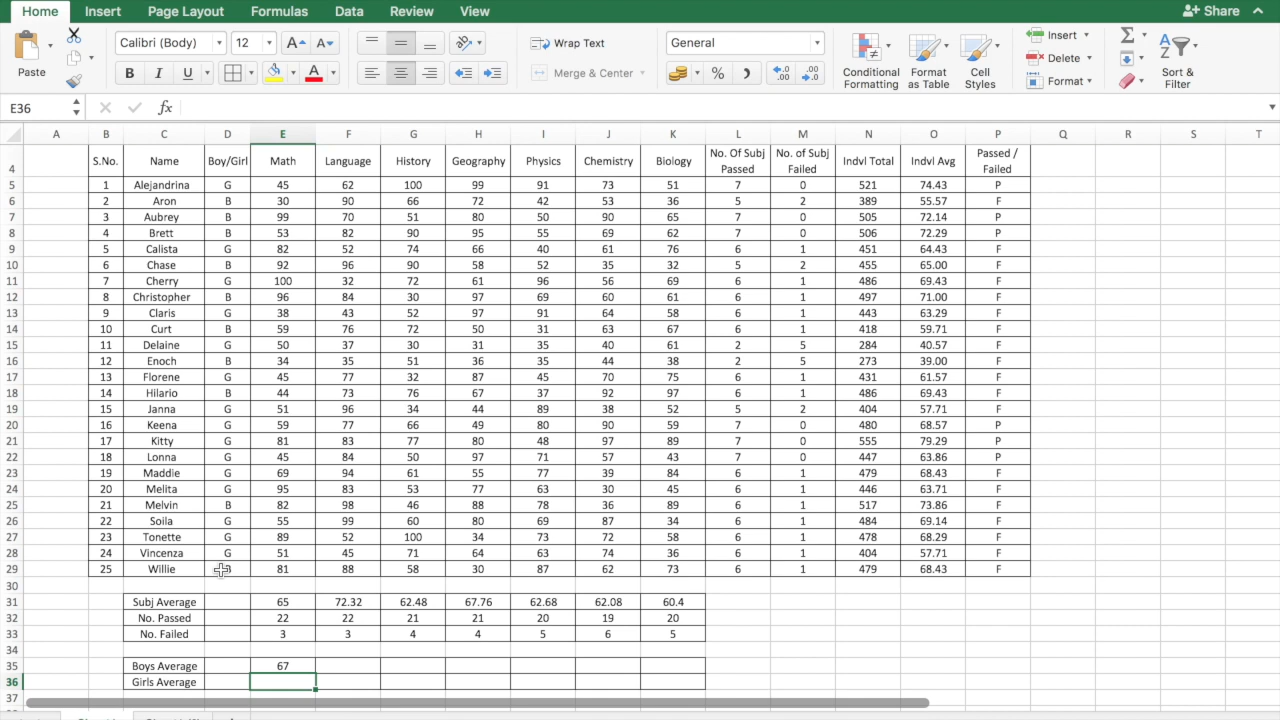 Home Insert Page Layout Formulas Data Review View Share
Calibri (Body) 12 A A Wrap Text General Insert Σ A Z
Paste B I U A Merge & Center % Conditional Formatting Format as Table Cell Styles Delete Format Sort & Filter
E36 fx
A B C D E F G H I J K L M N O P Q R S T
4 S.No. Name Boy/Girl Math Language History Geography Physics Chemistry Biology No. Of Subj Passed No. of Subj Failed Indvl Total Indvl Avg Passed / Failed
5 1 Alejandrina G 45 62 100 99 91 73 51 7 0 521 74.43 P
6 2 Aron B 30 90 66 72 42 53 36 5 2 389 55.57 F
7 3 Aubrey B 99 70 51 80 50 90 65 7 0 505 72.14 P
8 4 Brett B 53 82 90 95 55 69 62 7 0 506 72.29 P
9 5 Calista G 82 52 74 66 40 61 76 6 1 451 64.43 F
10 6 Chase B 92 96 90 58 52 35 32 5 2 455 65.00 F
11 7 Cherry G 100 32 72 61 96 56 69 6 1 486 69.43 F
12 8 Christopher B 96 84 30 97 69 60 61 6 1 497 71.00 F
13 9 Claris G 38 43 52 97 91 64 58 6 1 443 63.29 F
14 10 Curt B 59 76 72 50 31 63 67 6 1 418 59.71 F
15 11 Delaine G 50 37 30 31 35 40 61 2 5 284 40.57 F
16 12 Enoch B 34 35 51 36 35 44 38 2 5 273 39.00 F
17 13 Florene G 45 77 32 87 45 70 75 6 1 431 61.57 F
18 14 Hilario B 44 73 76 67 37 92 97 6 1 486 69.43 F
19 15 Janna G 51 96 34 44 89 38 52 5 2 404 57.71 F
20 16 Keena G 59 77 66 49 80 90 59 7 0 480 68.57 P
21 17 Kitty G 81 83 77 80 48 97 89 7 0 555 79.29 P
22 18 Lonna G 45 84 50 97 71 57 43 7 0 447 63.86 P
23 19 Maddie G 69 94 61 55 77 39 84 6 1 479 68.43 F
24 20 Melita G 95 83 53 77 63 30 45 6 1 446 63.71 F
25 21 Melvin B 82 98 46 88 78 36 89 6 1 517 73.86 F
26 22 Soila G 55 99 60 80 69 87 34 6 1 484 69.14 F
27 23 Tonette G 89 52 100 34 73 72 58 6 1 478 68.29 F
28 24 Vincenza G 51 45 71 64 63 74 36 6 1 404 57.71 F
29 25 Willie 81 88 58 30 87 62 73 6 1 479 68.43 F
30
31 Subj Average 65 72.32 62.48 67.76 62.68 62.08 60.4
32 No. Passed 22 22 21 21 20 19 20
33 No. Failed 3 3 4 4 5 6 5
34
35 Boys Average 67
36 Girls Average
37